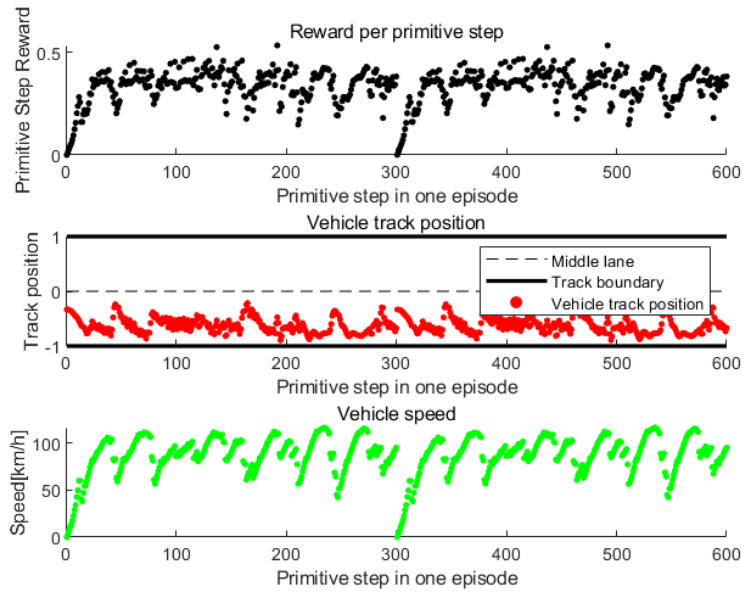 Reward per primitive step
Primitive Step Reward
0.5
0
0 100 200 300 400 500 600
Primitive step in one episode
Vehicle track position
Track position
1
0
-1
Middle lane
Track boundary
Vehicle track position
0 100 200 300 400 500 600
Primitive step in one episode
Vehicle speed
Speed[km/h]
100
50
0
0 100 200 300 400 500 600
Primitive step in one episode